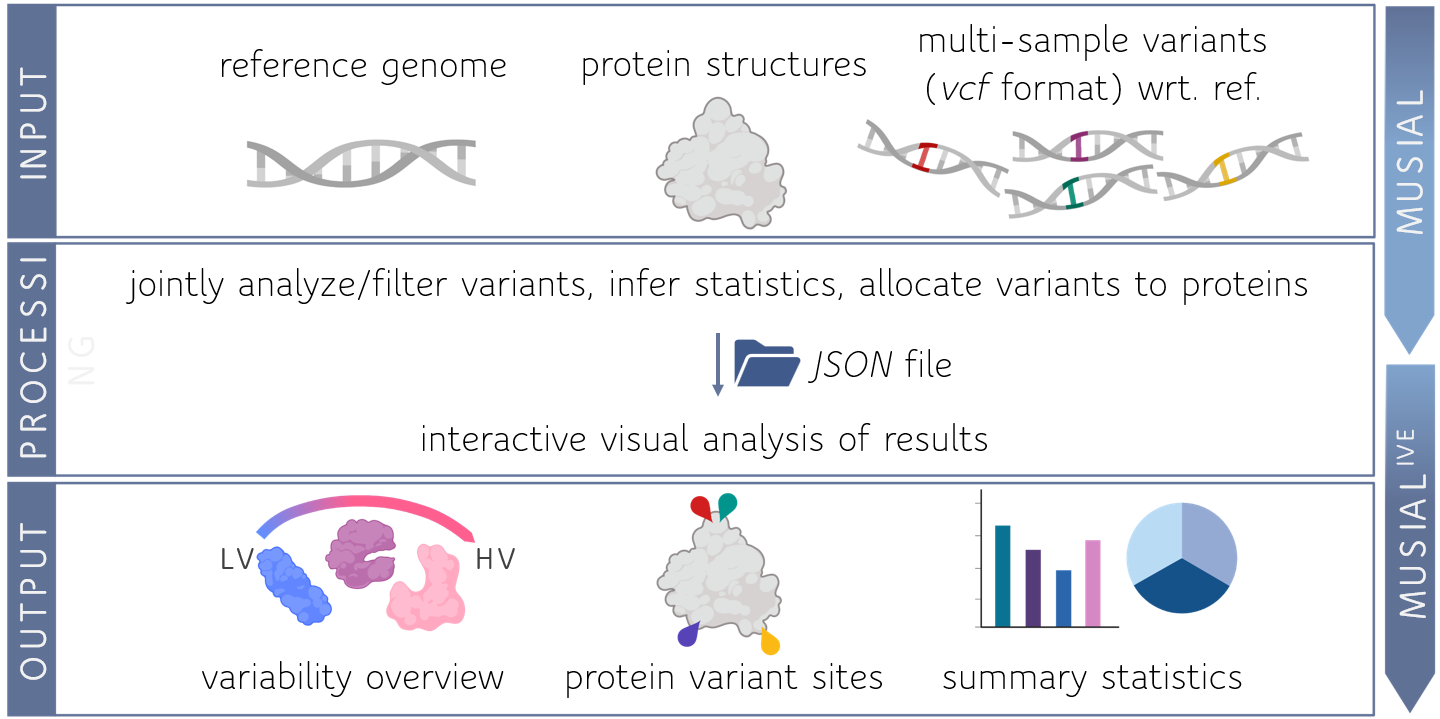 INPUT
reference genome
protein structures
multi-sample variants
(vcf format) wrt. ref.
MUSIAL
PROCESSI
NG
jointly analyze/filter variants, infer statistics, allocate variants to proteins
JSON file
interactive visual analysis of results
MUSIALIVE
OUTPUT
LV
HV
variability overview
protein variant sites
summary statistics